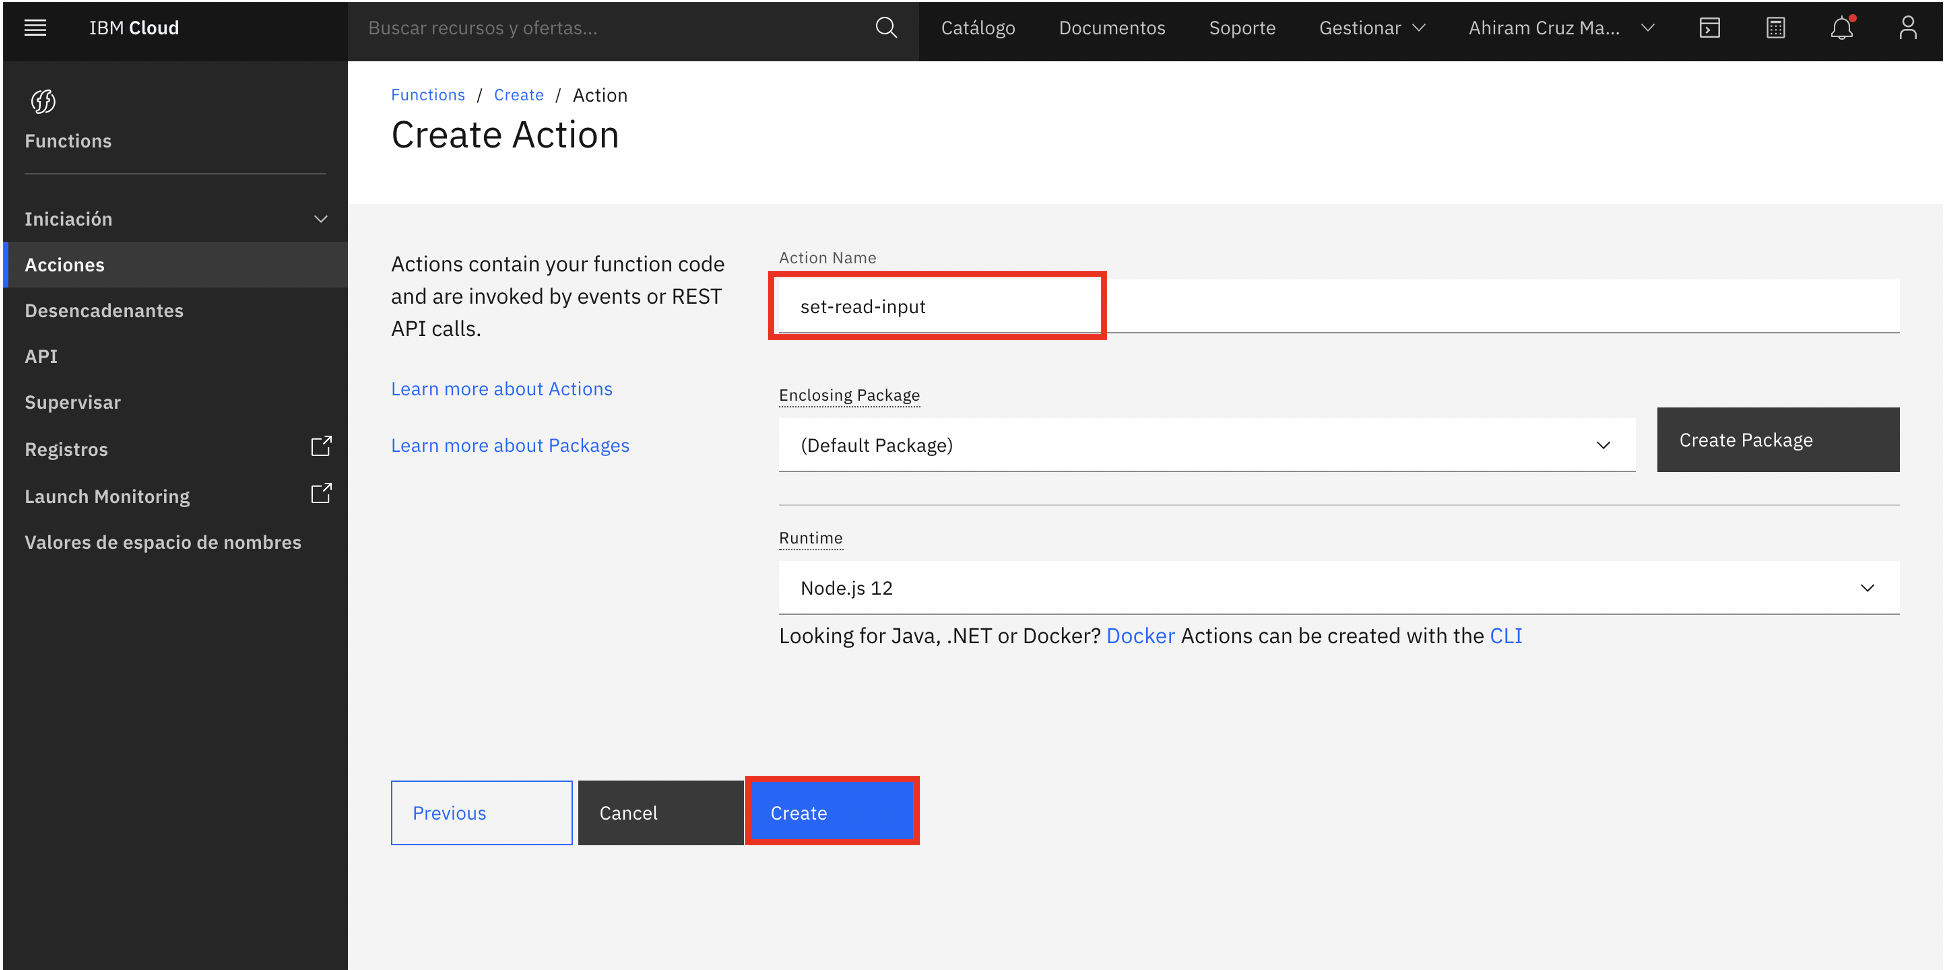 IBM Cloud
Buscar recursos y ofertas...
Catálogo
Documentos
Soporte
Gestionar
Ahiram Cruz Ma...
Functions
Iniciación
Acciones
Desencadenantes
API
Supervisar
Registros
Launch Monitoring
Valores de espacio de nombres
Functions / Create / Action
Create Action
Actions contain your function code
and are invoked by events or REST
API calls.
Learn more about Actions
Learn more about Packages
Action Name
set-read-input
Enclosing Package
(Default Package)
Create Package
Runtime
Node.js 12
Looking for Java, .NET or Docker? Docker Actions can be created with the CLI
Previous
Cancel
Create